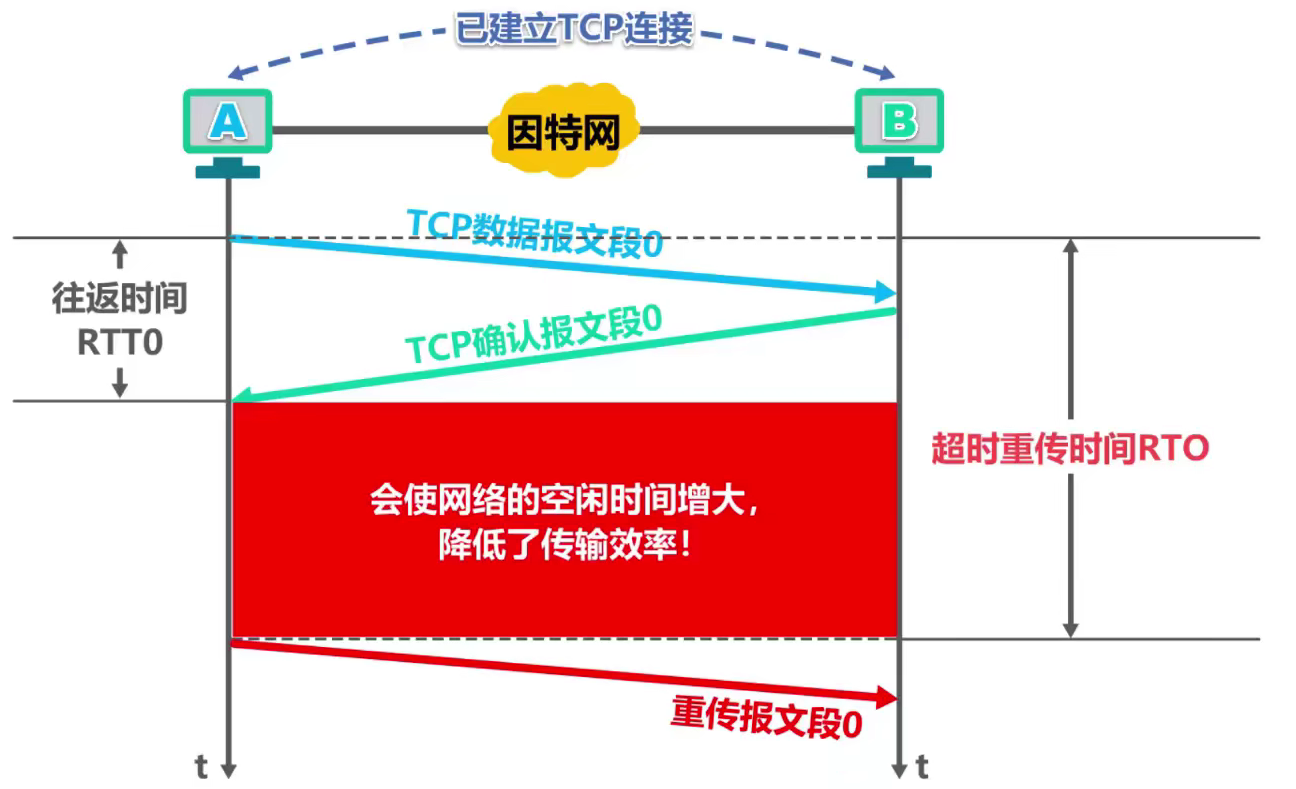 已建立TCP连接
A
因特网
B
TCP数据报文段0
往返时间
RTT0
TCP确认报文段0
超时重传时间RTO
会使网络的空闲时间增大，
降低了传输效率！
重传报文段0
t
t